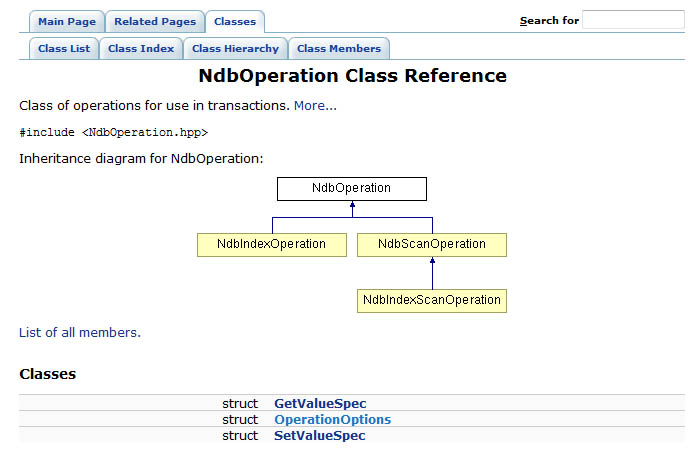 Main Page Related Pages Classes Search for
Class List Class Index Class Hierarchy Class Members
NdbOperation Class Reference
Class of operations for use in transactions. More...
#include <NdbOperation.hpp>
Inheritance diagram for NdbOperation:
NdbOperation
NdbIndexOperation NdbScanOperation
NdbIndexScanOperation
List of all members.
Classes
struct GetValueSpec
struct OperationOptions
struct SetValueSpec